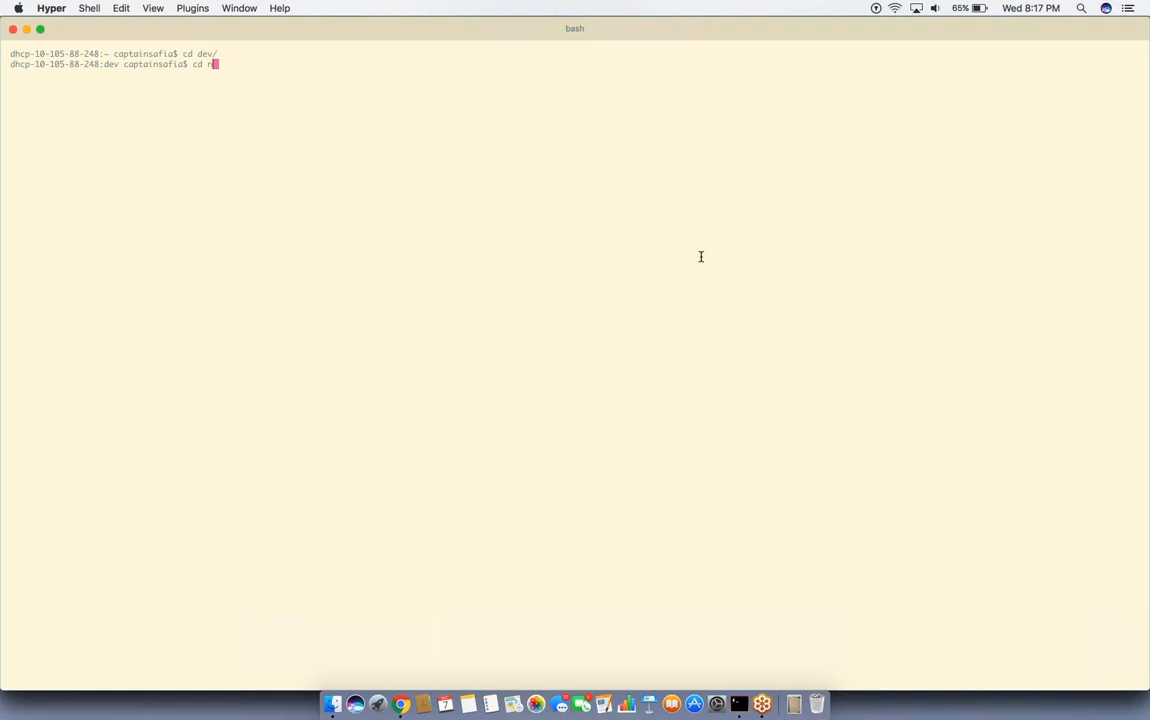 Hyper Shell Edit View Plugins Window Help 65% Wed 8:17 PM
bash
dhcp-10-105-88-248:~ captainsafia$ cd dev/
dhcp-10-105-88-248:dev captainsafia$ cd n
7